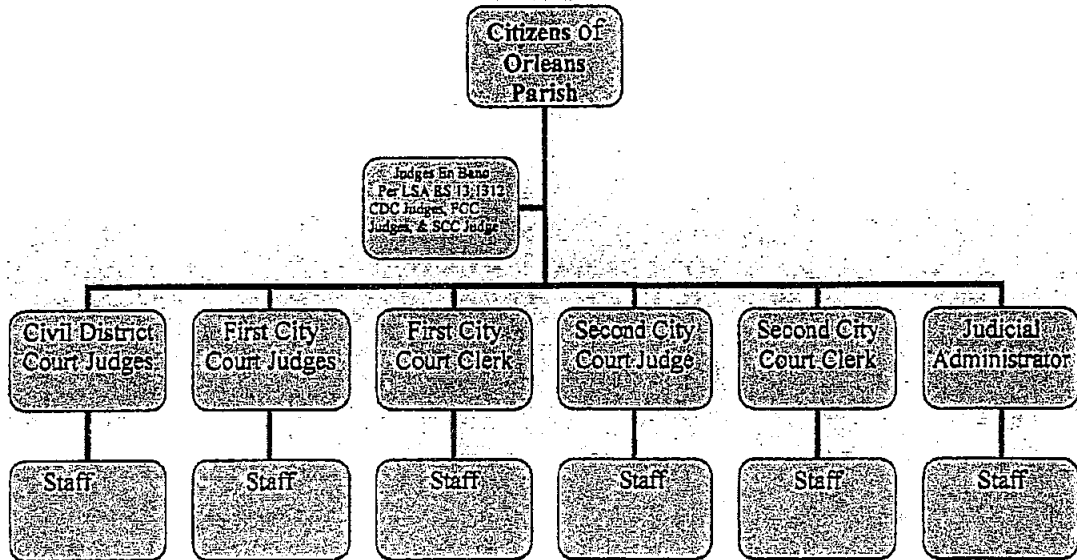 Citizens of
Orleans
Parish
Judges En Banc
Per LSA RS 13:1312
CDC Judges, FCC
Judges, & SCC Judge
Civil District
Court Judges
First City
Court Judges
First City
Court Clerk
Second City
Court Judge
Second City
Court Clerk
Judicial
Administrator
Staff
Staff
Staff
Staff
Staff
Staff